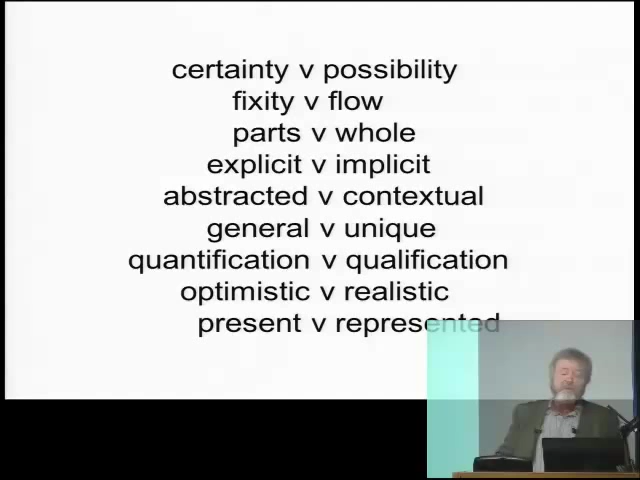 certainty v possibility
fixity v flow
parts v whole
explicit v implicit
abstracted v contextual
general v unique
quantification v qualification
optimistic v realistic
present v represented